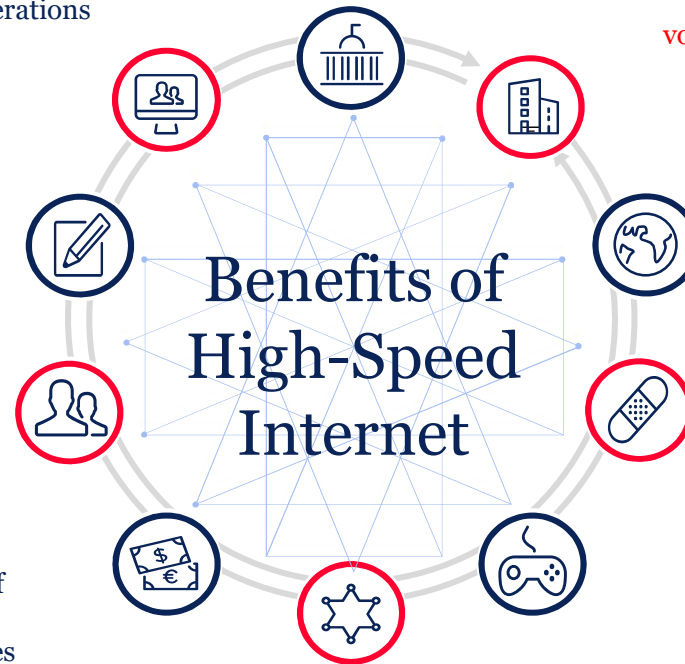 erations
vo
Benefits of
High-Speed
Internet
$
€
f
es